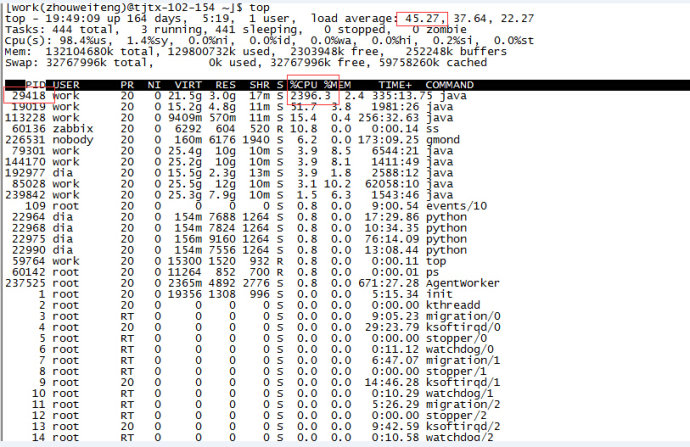 [work(zhouweifeng)@tjtx-102-154 ~]$ top
top - 19:49:09 up 164 days, 5:19, 1 user, load average: 45.27, 37.64, 22.27
Tasks: 444 total, 3 running, 441 sleeping, 0 stopped, 0 zombie
Cpu(s): 98.4%us, 1.4%sy, 0.0%ni, 0.0%id, 0.0%wa, 0.0%hi, 0.2%si, 0.0%st
Mem: 132104680k total, 129800732k used, 2303948k free, 252248k buffers
Swap: 32767996k total, 0k used, 32767996k free, 59758260k cached
PID USER PR NI VIRT RES SHR S %CPU %MEM TIME+ COMMAND
29418 work 20 0 21.5g 3.0g 17m S 2396.3 2.4 335:13.75 java
19019 work 20 0 15.2g 4.8g 11m S 51.7 3.8 1981:26 java
113228 work 20 0 9409m 570m 11m S 15.4 0.4 256:32.63 java
60136 zabbix 20 0 6292 604 520 R 10.8 0.0 0:00.14 ss
226531 nobody 20 0 160m 6176 1940 S 6.2 0.0 173:09.25 gmond
79301 work 20 0 25.4g 10g 10m S 3.9 8.5 6544:21 java
144170 work 20 0 25.2g 10g 10m S 3.9 8.1 1411:49 java
192977 dia 20 0 15.5g 2.3g 13m S 3.9 1.8 2588:12 java
85028 work 20 0 25.5g 12g 10m S 3.1 10.2 62058:10 java
239842 work 20 0 25.3g 7.9g 10m S 1.5 6.3 1543:46 java
109 root 20 0 0 0 0 S 0.8 0.0 9:00.54 events/10
22964 dia 20 0 154m 7688 1264 S 0.8 0.0 17:29.86 python
22968 dia 20 0 154m 7824 1264 S 0.8 0.0 10:34.35 python
22975 dia 20 0 156m 9160 1264 S 0.8 0.0 76:14.09 python
22990 dia 20 0 154m 7556 1264 S 0.8 0.0 13:08.44 python
59764 work 20 0 15300 1520 932 R 0.8 0.0 0:00.11 top
60142 root 20 0 11264 852 700 R 0.8 0.0 0:00.01 ps
237525 root 20 0 2365m 4892 2776 S 0.8 0.0 671:27.28 AgentWorker
1 root 20 0 19356 1308 996 S 0.0 0.0 5:15.34 init
2 root 20 0 0 0 0 S 0.0 0.0 0:00.00 kthreadd
3 root RT 0 0 0 0 S 0.0 0.0 9:05.23 migration/0
4 root 20 0 0 0 0 S 0.0 0.0 29:23.79 ksoftirqd/0
5 root RT 0 0 0 0 S 0.0 0.0 0:00.00 stopper/0
6 root RT 0 0 0 0 S 0.0 0.0 0:11.12 watchdog/0
7 root RT 0 0 0 0 S 0.0 0.0 6:47.07 migration/1
8 root RT 0 0 0 0 S 0.0 0.0 0:00.00 stopper/1
9 root 20 0 0 0 0 S 0.0 0.0 14:46.28 ksoftirqd/1
10 root RT 0 0 0 0 S 0.0 0.0 0:10.29 watchdog/1
11 root RT 0 0 0 0 S 0.0 0.0 5:26.29 migration/2
12 root RT 0 0 0 0 S 0.0 0.0 0:00.00 stopper/2
13 root 20 0 0 0 0 S 0.0 0.0 9:42.59 ksoftirqd/2
14 root RT 0 0 0 0 S 0.0 0.0 0:10.58 watchdog/2